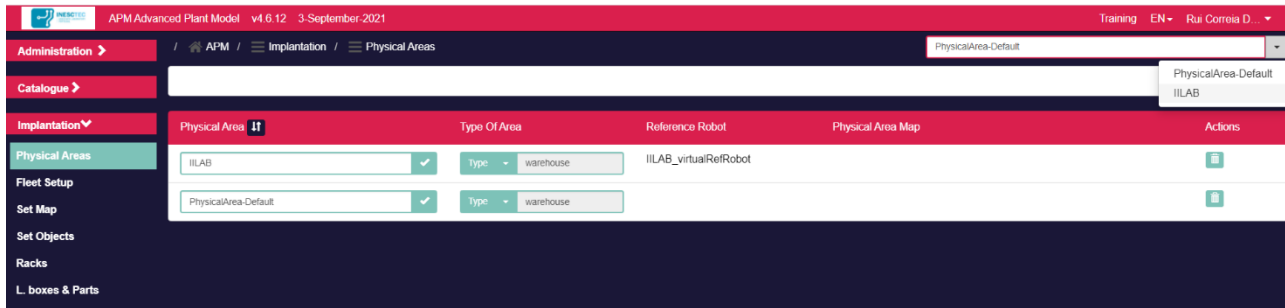 INESCTEC APM Advanced Plant Model v4.6.12 3-September-2021 Training EN Rui Correia D...
Administration / APM / Implantation / Physical Areas PhysicalArea-Default
PhysicalArea-Default
Catalogue IILAB
Implantation Physical Area Type Of Area Reference Robot Physical Area Map Actions
Physical Areas IILAB Type warehouse IILAB_virtualRefRobot
Fleet Setup
Set Map PhysicalArea-Default Type warehouse
Set Objects
Racks
L. boxes & Parts